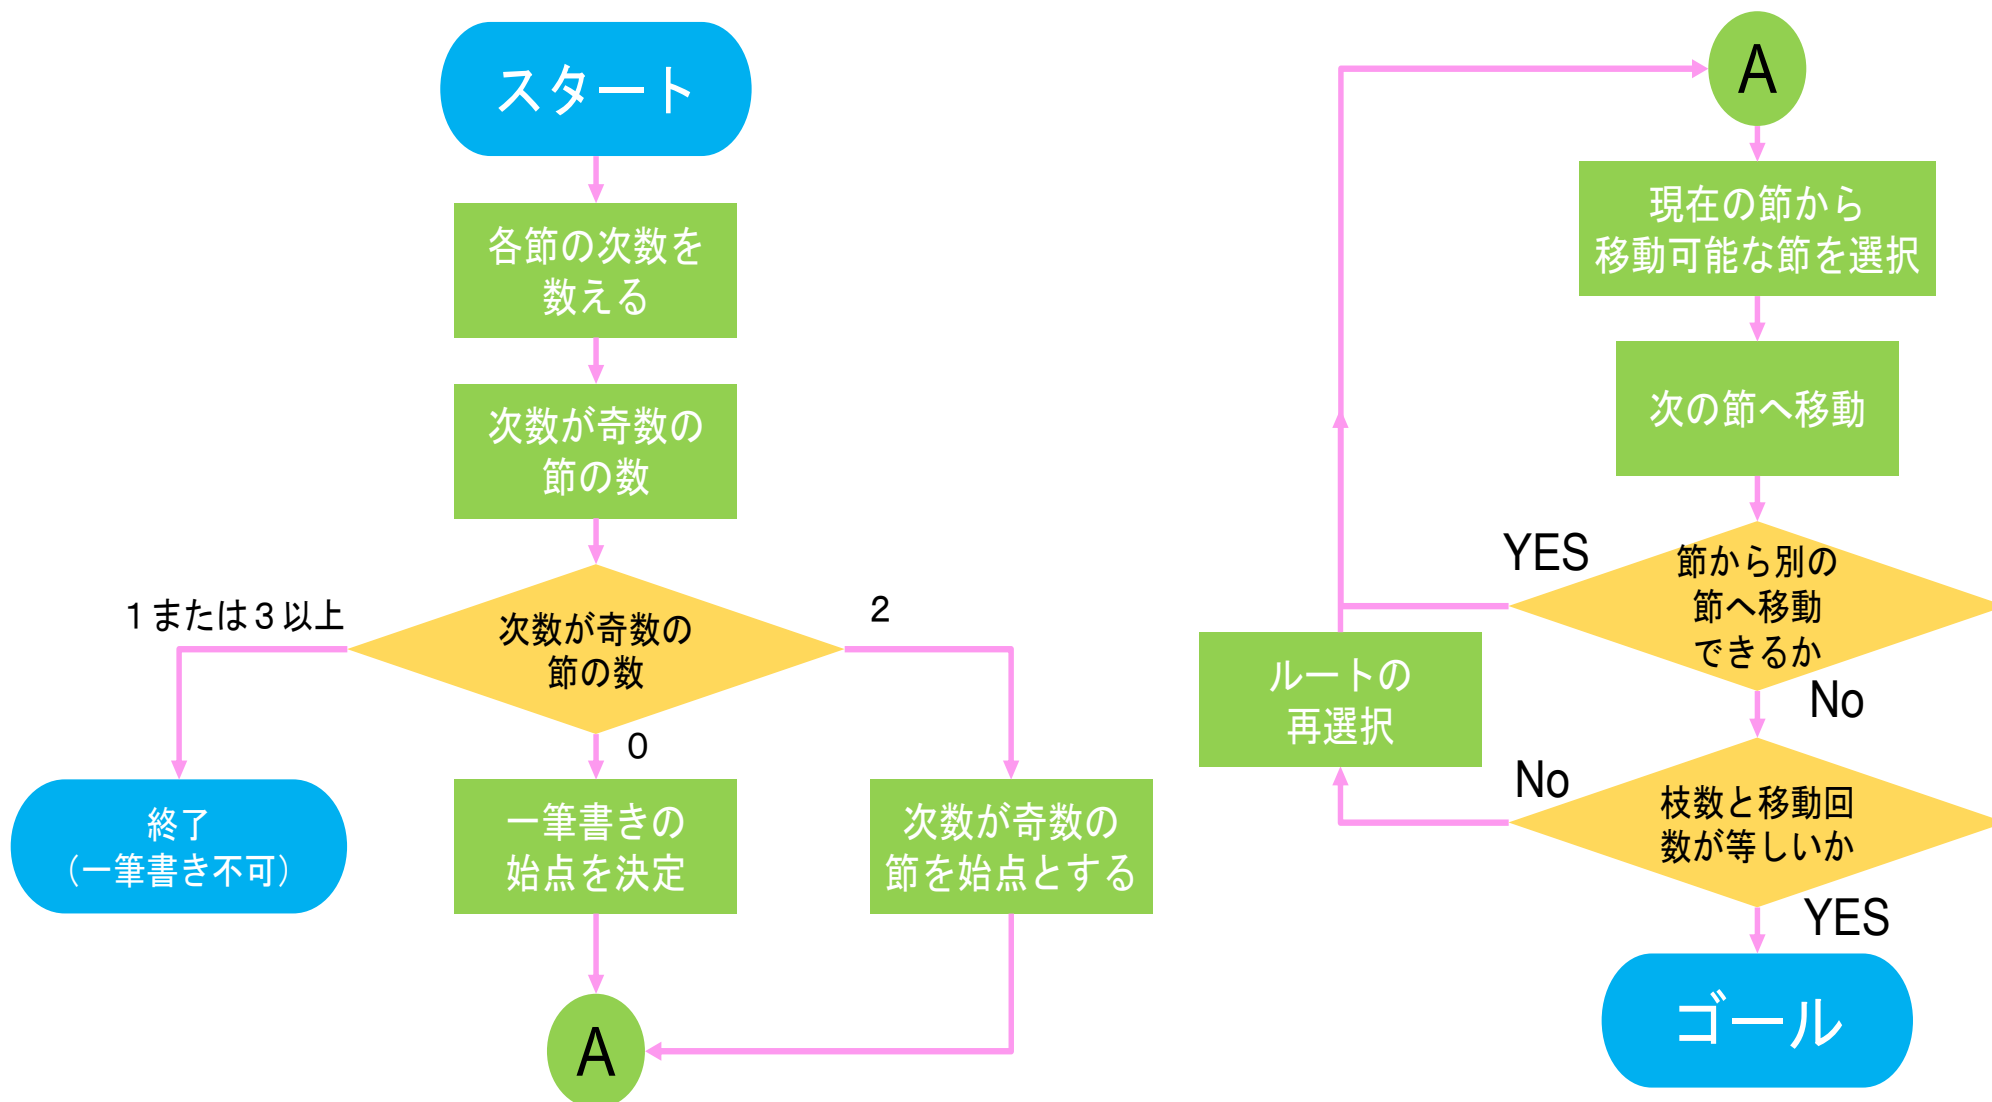 スタート
各節の次数を
数える
次数が奇数の
節の数
次数が奇数の
節の数
１または３以上
2
0
終了
（一筆書き不可）
一筆書きの
始点を決定
次数が奇数の
節を始点とする
A
A
現在の節から
移動可能な節を選択
次の節へ移動
節から別の
節へ移動
できるか
YES
No
ルートの
再選択
枝数と移動回
数が等しいか
No
YES
ゴール